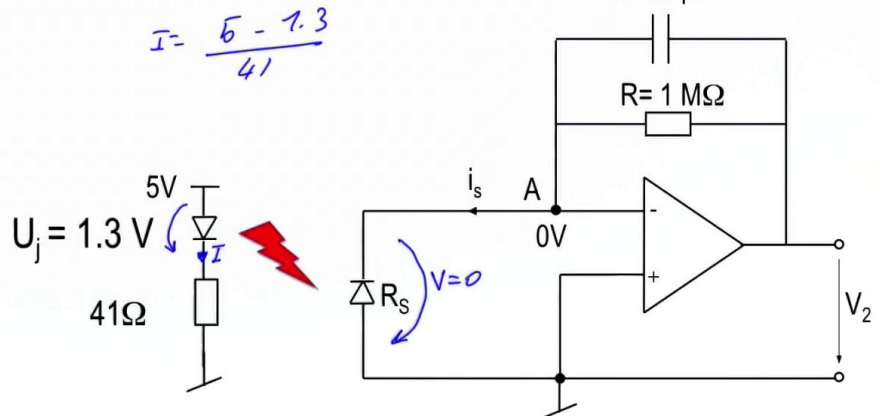 I= 5 - 1.3
41
R= 1 MΩ
5V
is
A
Uj = 1.3 V
I
0V
-
+
V=0
RS
41Ω
V2